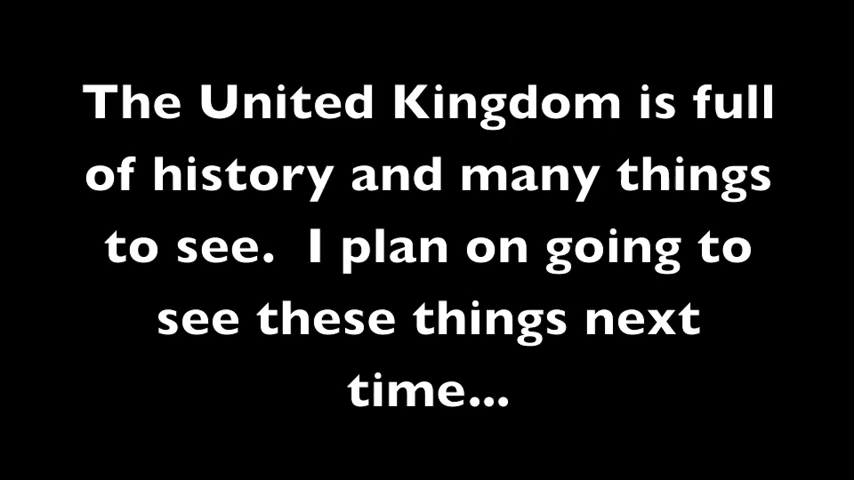 The United Kingdom is full
of history and many things
to see.  I plan on going to
see these things next
time...